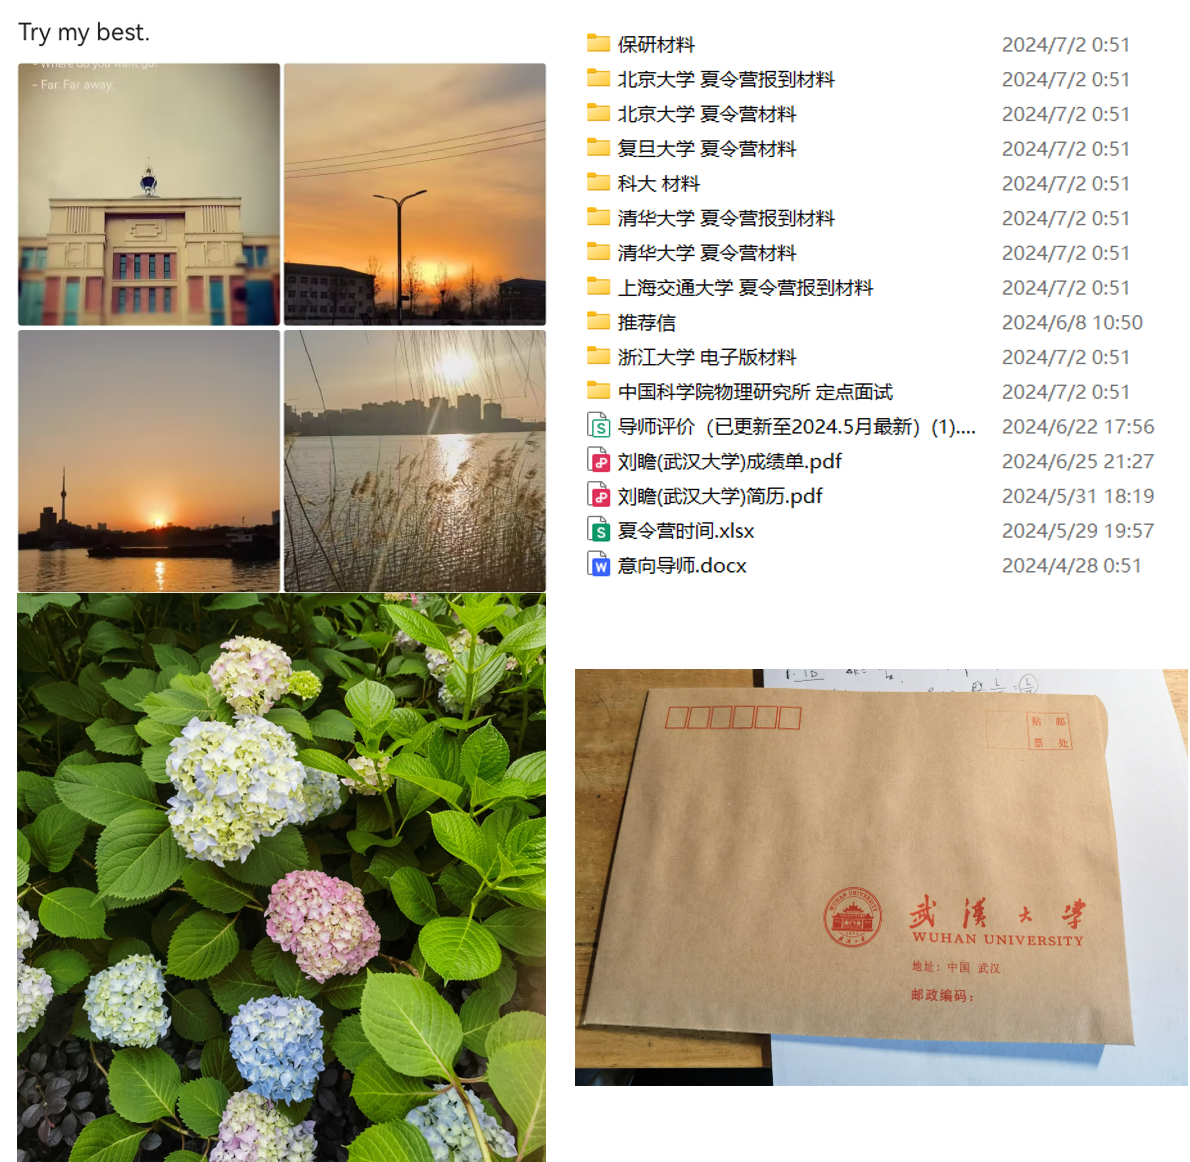 Try my best.
- Where do you want go?
- Far. Far away.
保研材料 2024/7/2 0:51
北京大学 夏令营报到材料 2024/7/2 0:51
北京大学 夏令营材料 2024/7/2 0:51
复旦大学 夏令营材料 2024/7/2 0:51
科大 材料 2024/7/2 0:51
清华大学 夏令营报到材料 2024/7/2 0:51
清华大学 夏令营材料 2024/7/2 0:51
上海交通大学 夏令营报到材料 2024/7/2 0:51
推荐信 2024/6/8 10:50
浙江大学 电子版材料 2024/7/2 0:51
中国科学院物理研究所 定点面试 2024/7/2 0:51
导师评价（已更新至2024.5月最新）(1).... 2024/6/22 17:56
刘瞻(武汉大学)成绩单.pdf 2024/6/25 21:27
刘瞻(武汉大学)简历.pdf 2024/5/31 18:19
夏令营时间.xlsx 2024/5/29 19:57
意向导师.docx 2024/4/28 0:51
贴 邮
票 处
武漢大学
WUHAN UNIVERSITY
地址：中国 武汉
邮政编码：